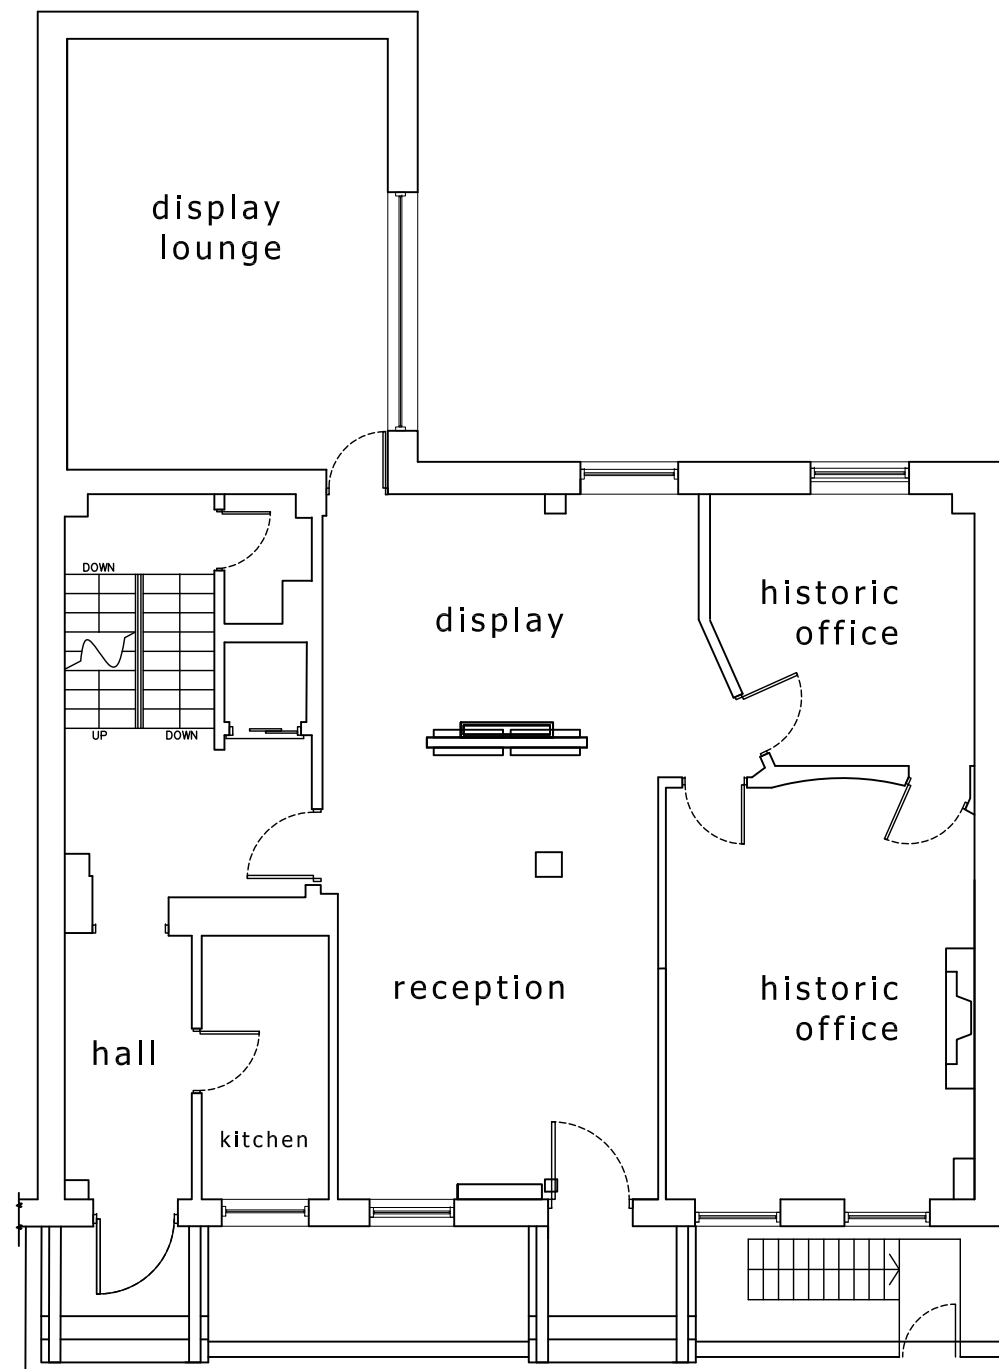 display
lounge
DOWN
historic
office
display
UP
DOWN
reception
historic
office
hall
kitchen